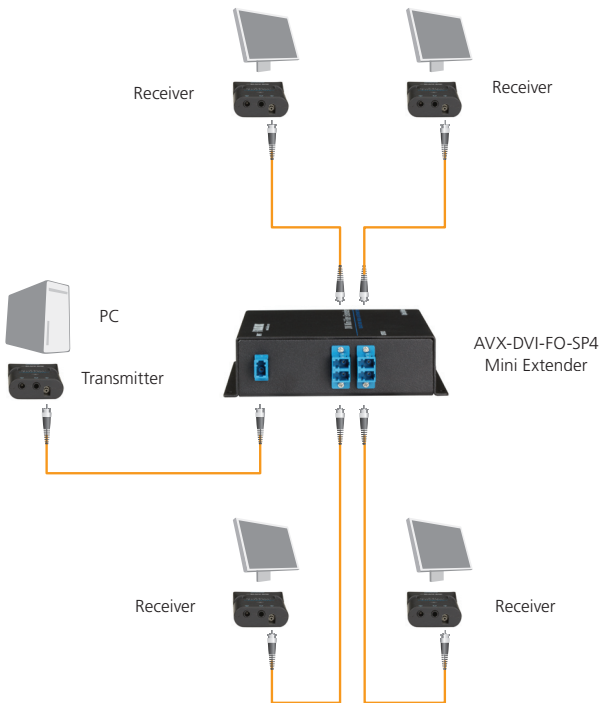 Receiver
Receiver
PC
Transmitter
AVX-DVI-FO-SP4
Mini Extender
Receiver
Receiver